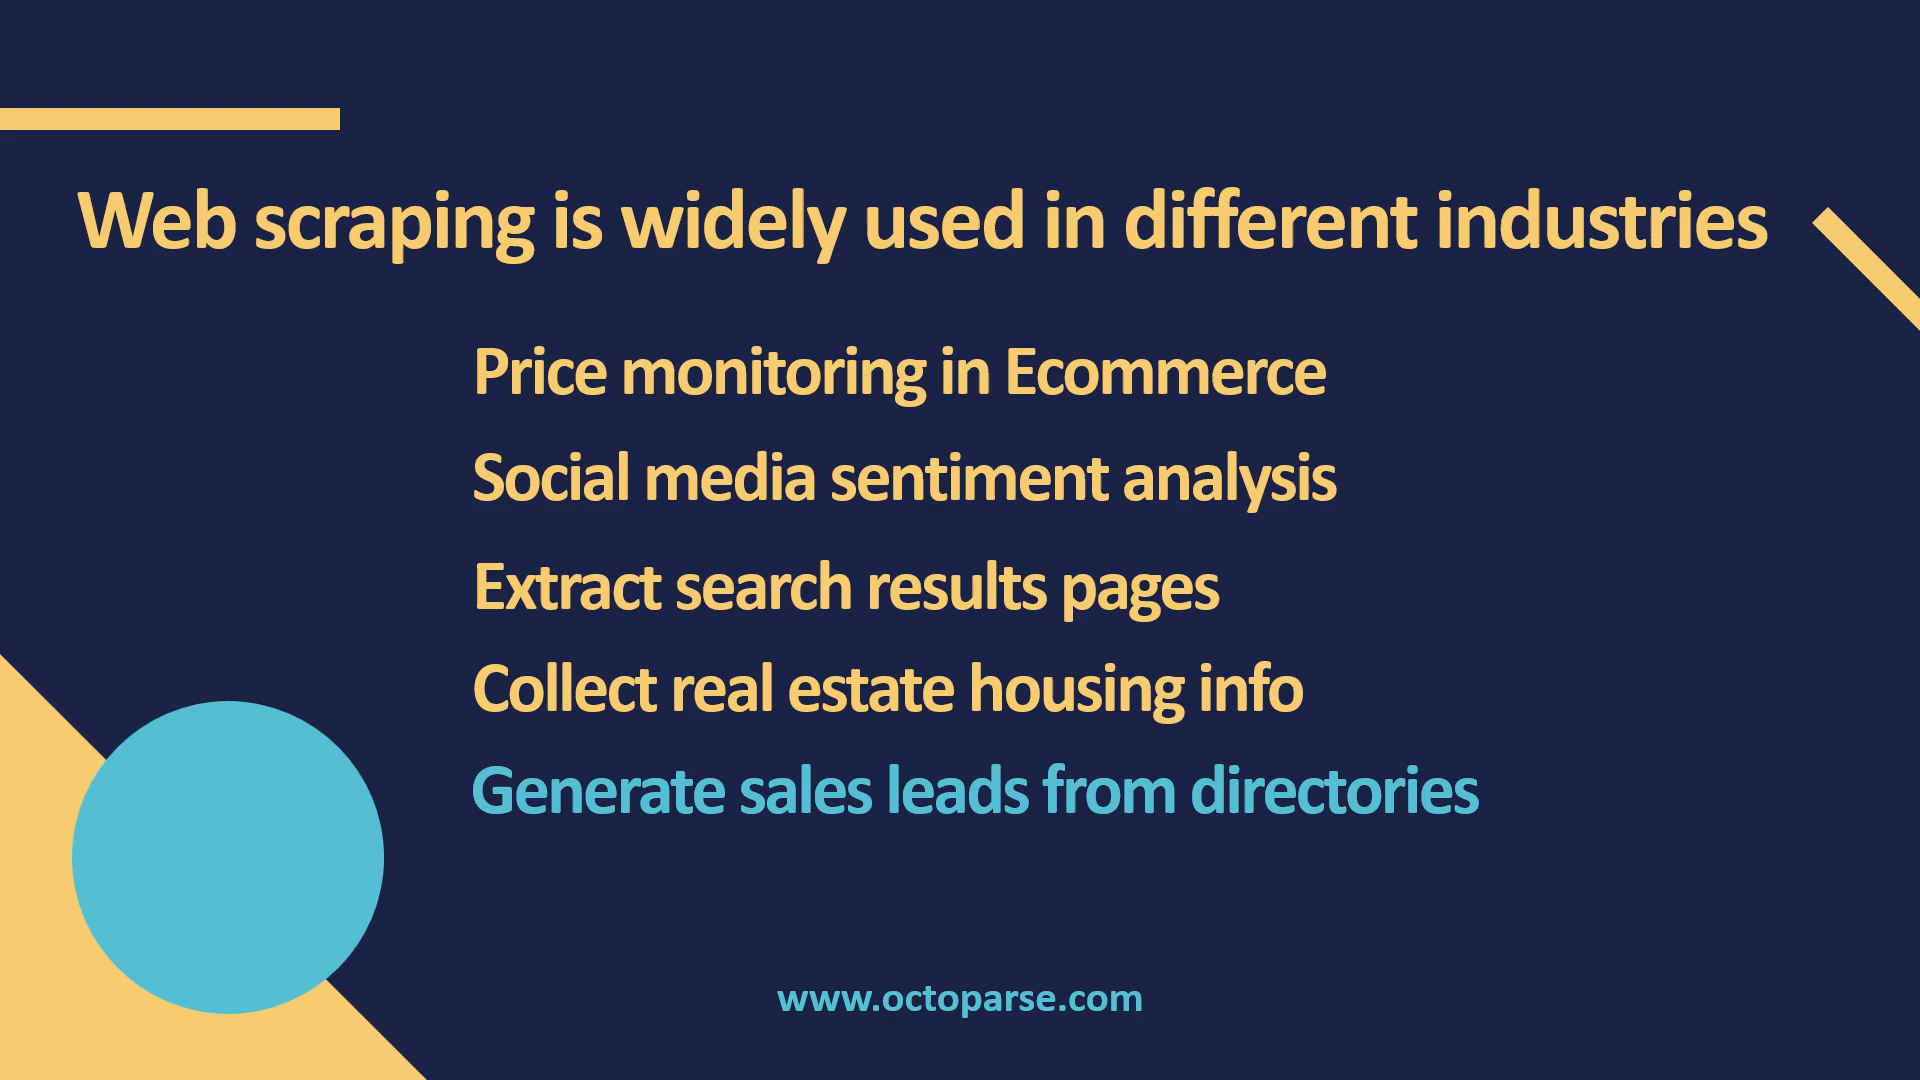 Web scraping is widely used in different industries
Price monitoring in Ecommerce
Social media sentiment analysis
Extract search results pages
Collect real estate housing info
Generate sales leads from directories
www.octoparse.com